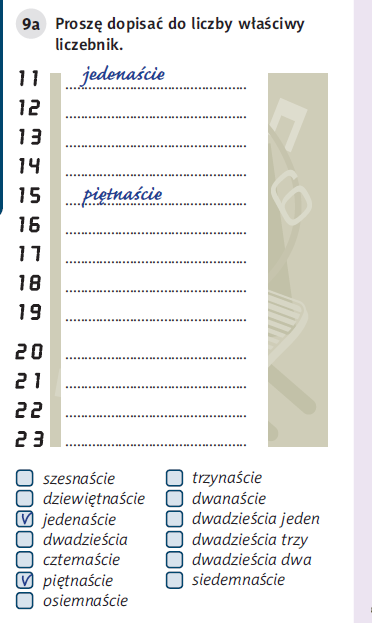 9a Proszę dopisać do liczby właściwy
liczebnik.
11 jedenaście
12
13
14
15 piętnaście
16
17
18
19
20
21
22
23
szesnaście
dziewiętnaście
jedenaście
dwadzieścia
czternaście
piętnaście
osiemnaście
trzynaście
dwanaście
dwadzieścia jeden
dwadzieścia trzy
dwadzieścia dwa
siedemnaście